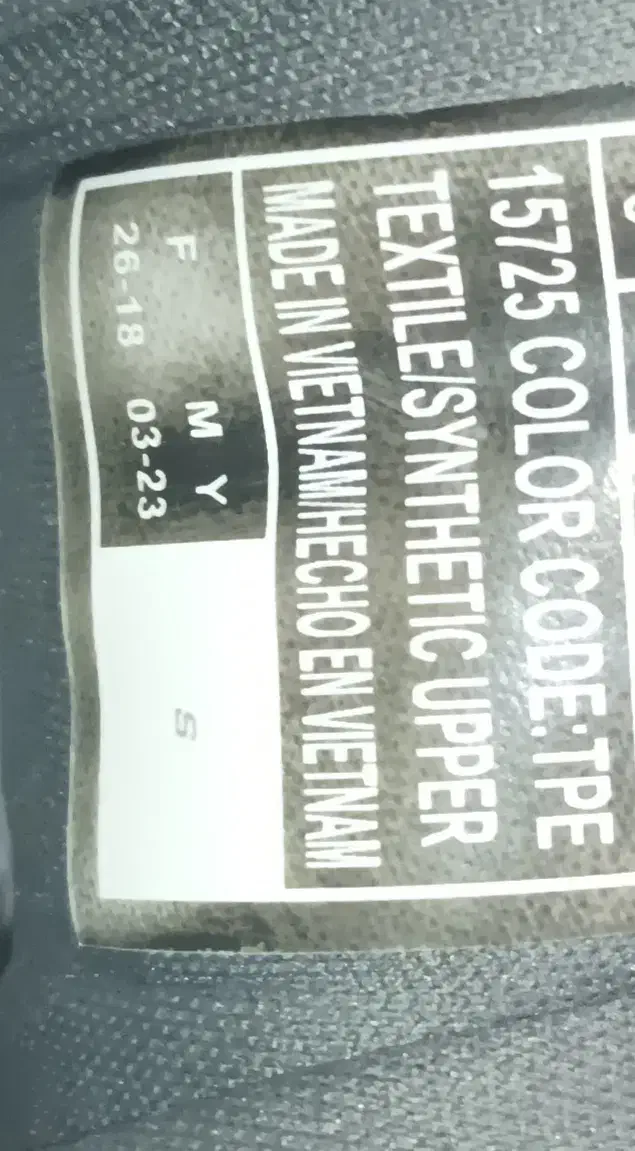 15725 COLOR CODE:TPE
TEXTILE/SYNTHETIC UPPER
MADE IN VIETNAM/HECHO EN VIETNAM
F M Y
26-18 03-23
S